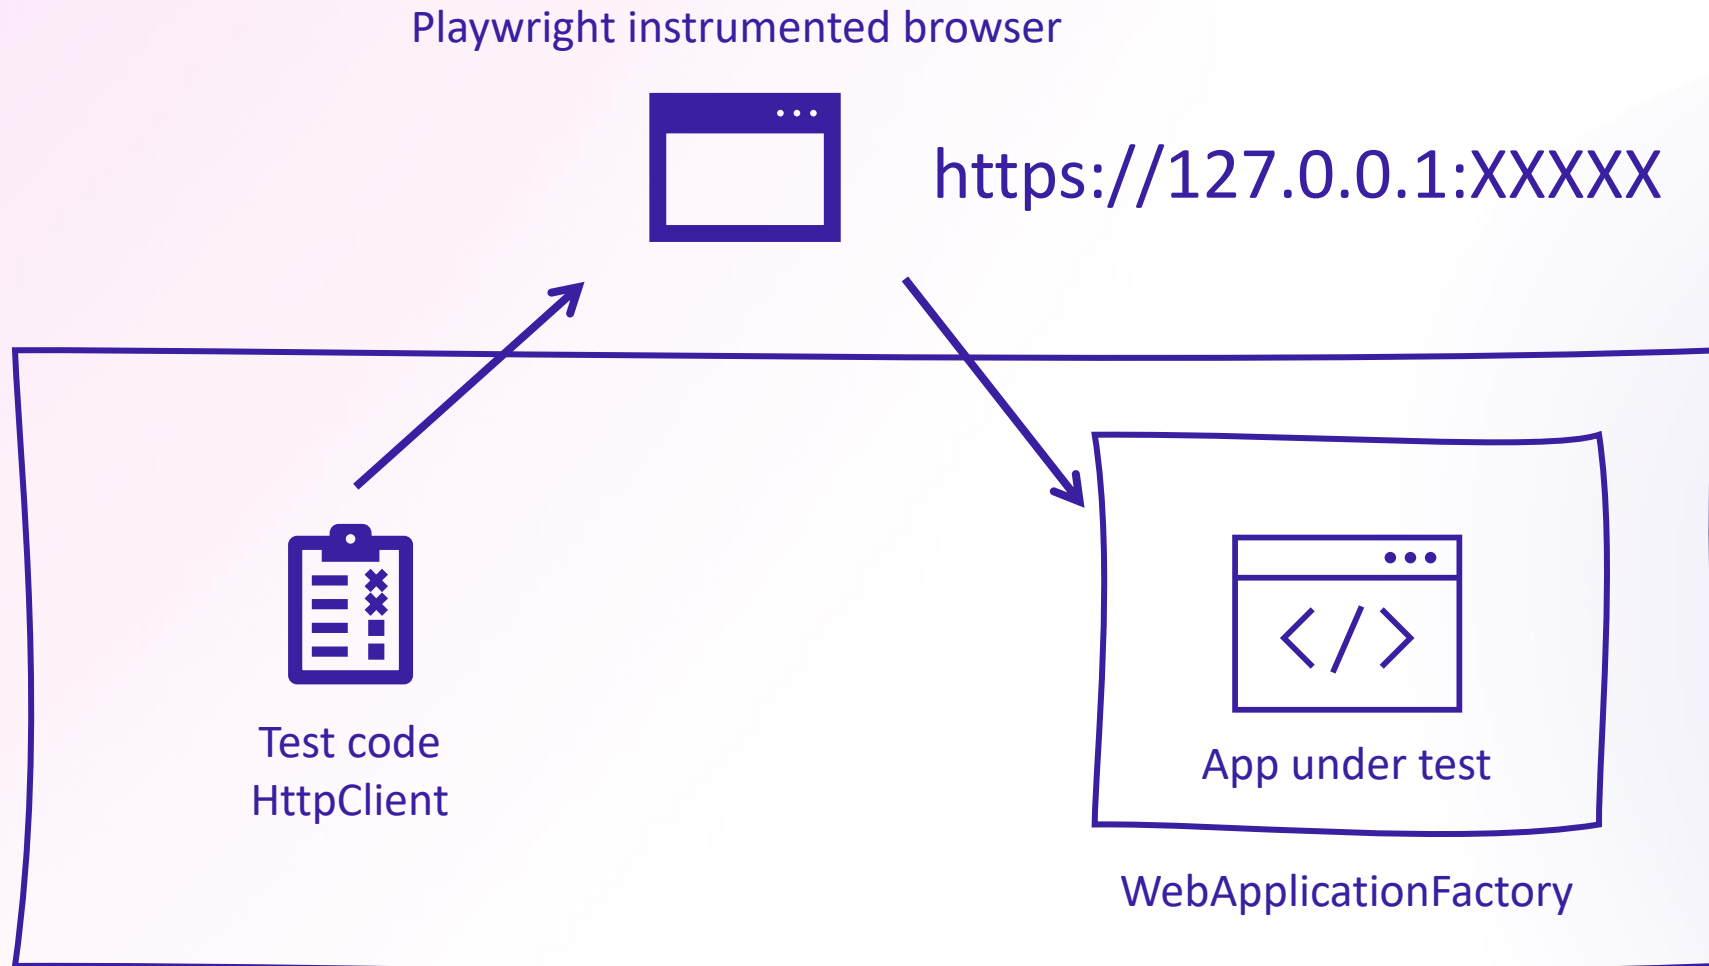 Playwright instrumented browser
https://127.0.0.1:XXXXX
</>
Test code
HttpClient
App under test
WebApplicationFactory